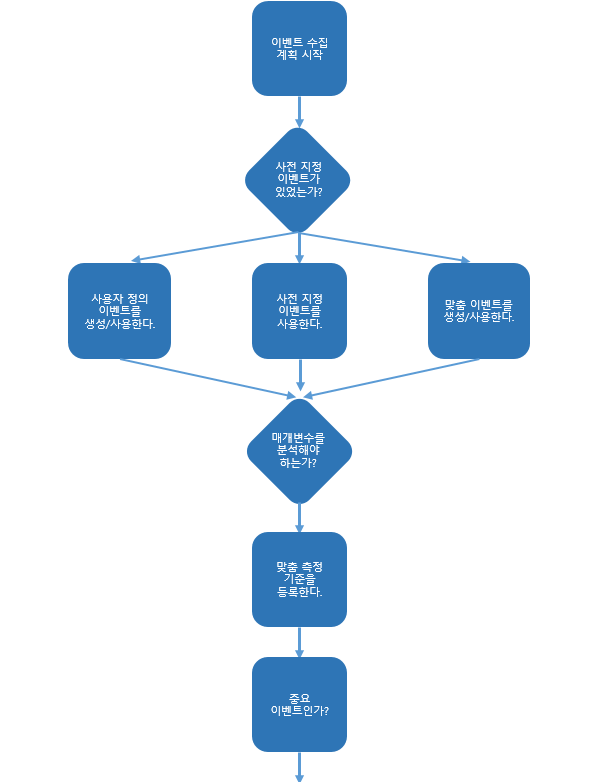 이벤트 수집
계획 시작
사전 지정
이벤트가
있었는가?
사용자 정의
이벤트를
생성/사용한다.
사전 지정
이벤트를
사용한다.
맞춤 이벤트를
생성/사용한다.
매개변수를
분석해야
하는가?
맞춤 측정
기준을
등록한다.
중요
이벤트인가?